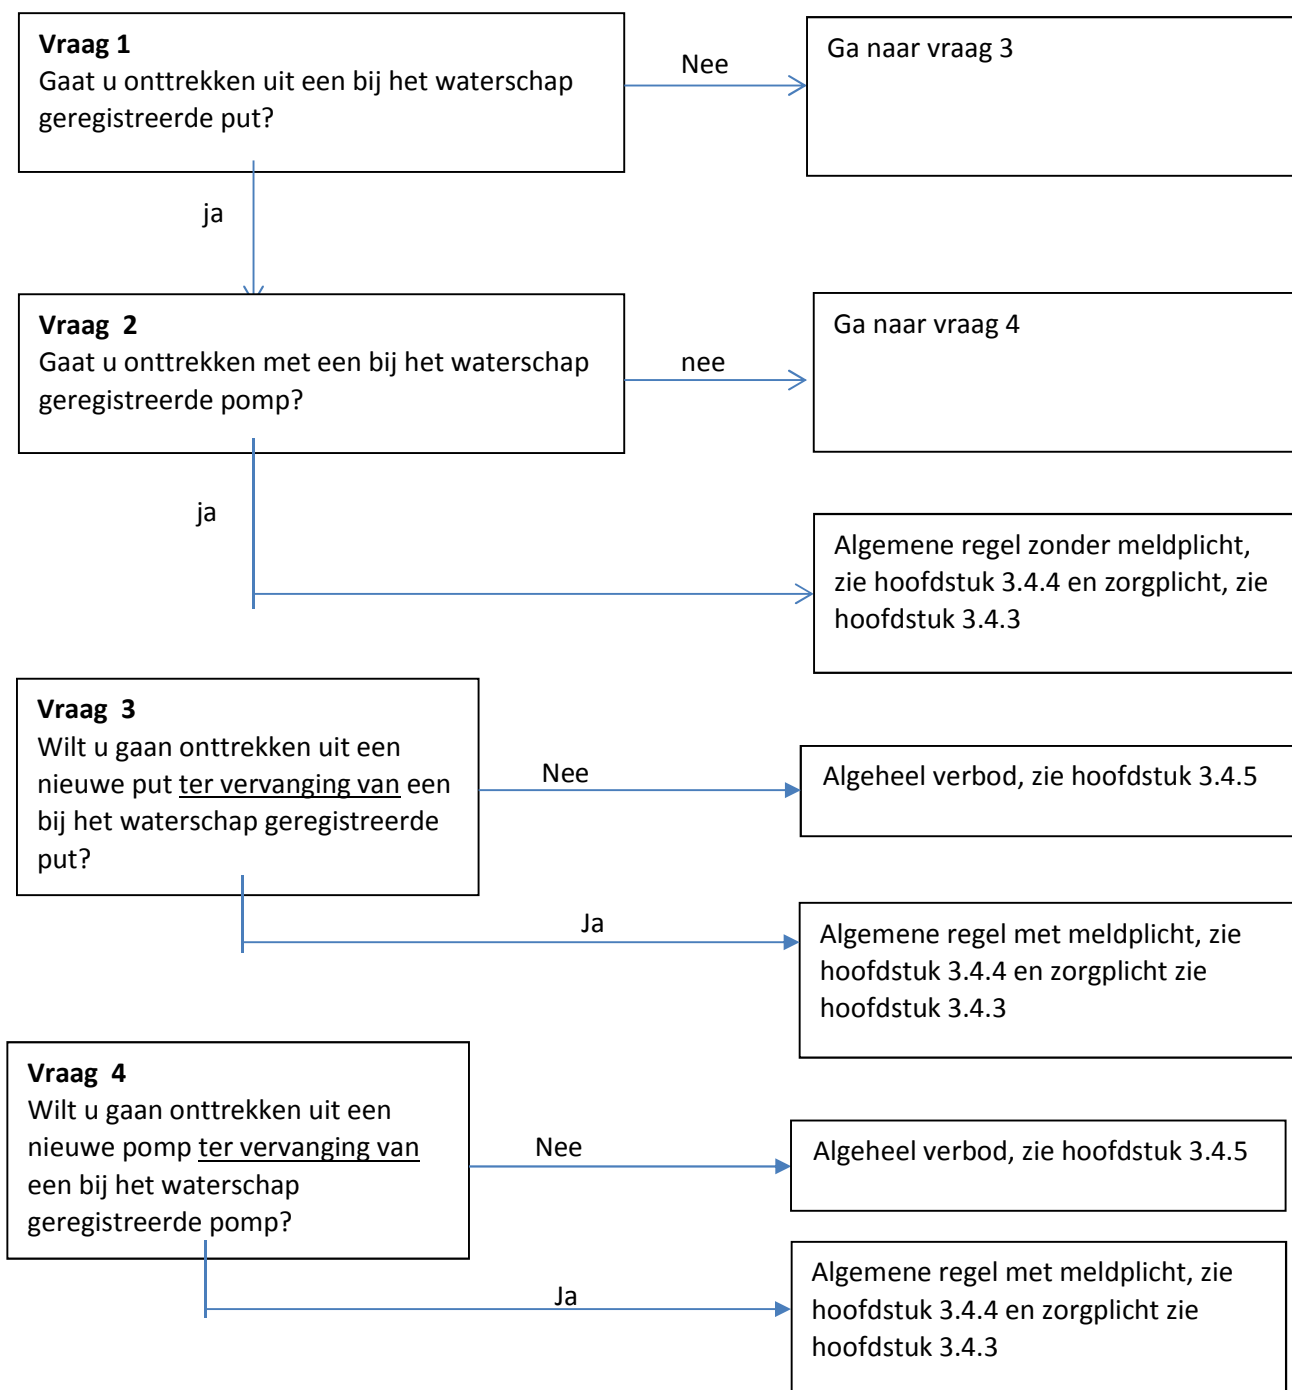 Vraag 1
Gaat u onttrekken uit een bij het waterschap
geregistreerde put?
Nee
Ga naar vraag 3
ja
Vraag  2
Gaat u onttrekken met een bij het waterschap
geregistreerde pomp?
nee
Ga naar vraag 4
ja
Algemene regel zonder meldplicht,
zie hoofdstuk 3.4.4 en zorgplicht, zie
hoofdstuk 3.4.3
Vraag  3
Wilt u gaan onttrekken uit een
nieuwe put ter vervanging van een
bij het waterschap geregistreerde
put?
Nee
Algeheel verbod, zie hoofdstuk 3.4.5
Ja
Algemene regel met meldplicht, zie
hoofdstuk 3.4.4 en zorgplicht zie
hoofdstuk 3.4.3
Vraag  4
Wilt u gaan onttrekken uit een
nieuwe pomp ter vervanging van
een bij het waterschap
geregistreerde pomp?
Nee
Algeheel verbod, zie hoofdstuk 3.4.5
Ja
Algemene regel met meldplicht, zie
hoofdstuk 3.4.4 en zorgplicht zie
hoofdstuk 3.4.3